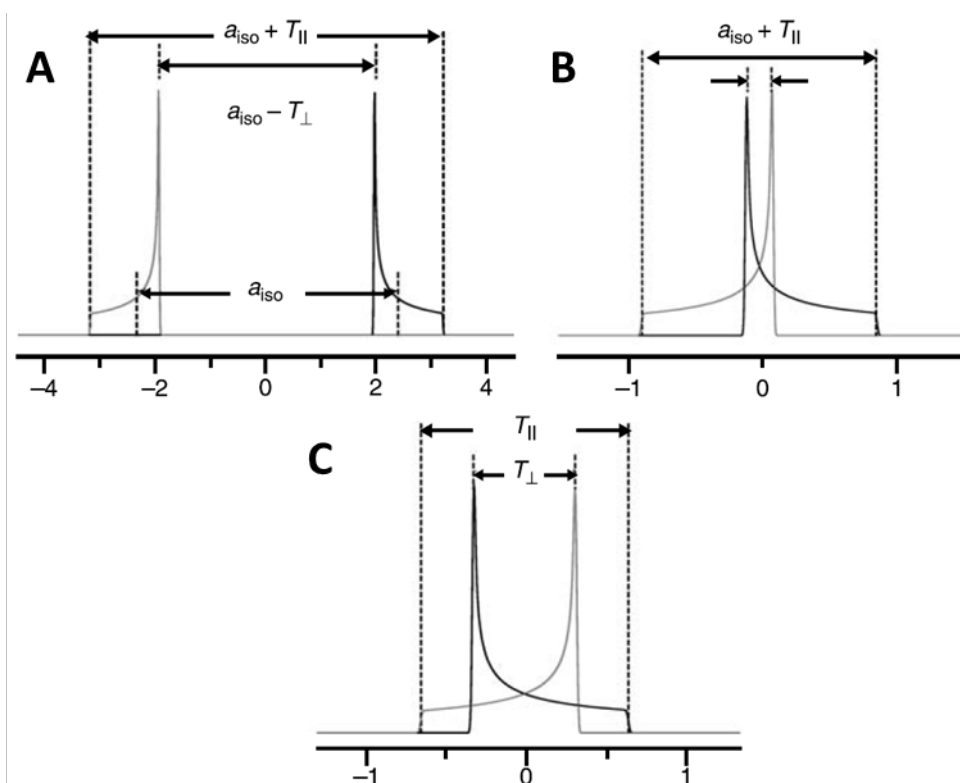 A
a_iso + T_||
a_iso – T_⊥
a_iso
–4 –2 0 2 4
B
a_iso + T_||
–1 0 1
C
T_||
T_⊥
–1 0 1